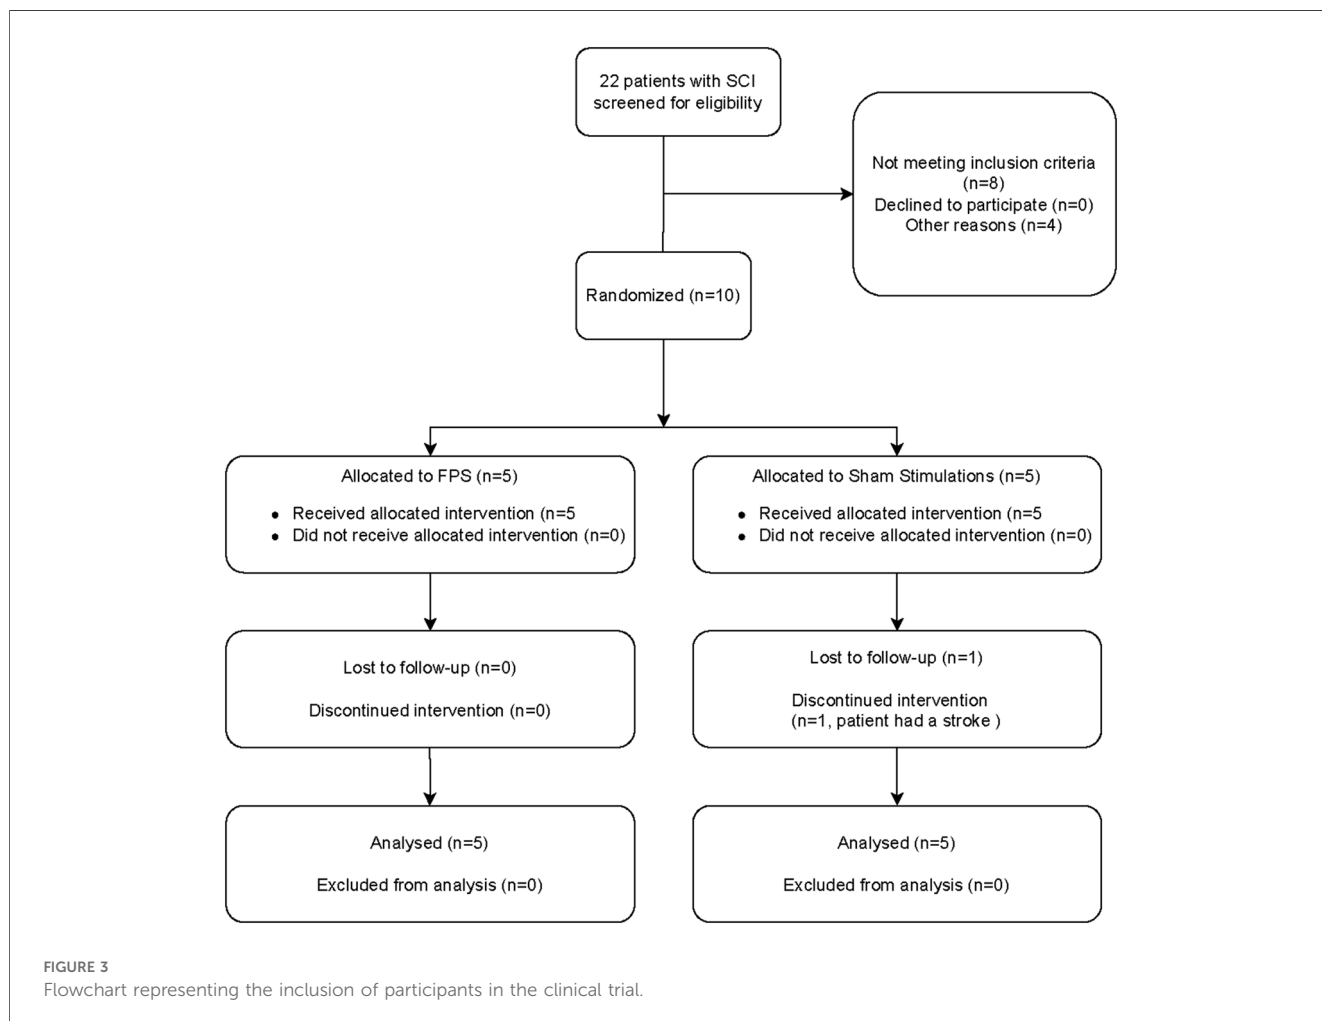 22 patients with SCI
screened for eligibility
Not meeting inclusion criteria
(n=8)
Declined to participate (n=0)
Other reasons (n=4)
Randomized (n=10)
Allocated to FPS (n=5)
● Received allocated intervention (n=5
● Did not receive allocated intervention (n=0)
Allocated to Sham Stimulations (n=5)
● Received allocated intervention (n=5
● Did not receive allocated intervention (n=0)
Lost to follow-up (n=0)
Discontinued intervention (n=0)
Lost to follow-up (n=1)
Discontinued intervention
(n=1, patient had a stroke )
Analysed (n=5)
Excluded from analysis (n=0)
Analysed (n=5)
Excluded from analysis (n=0)
FIGURE 3
Flowchart representing the inclusion of participants in the clinical trial.